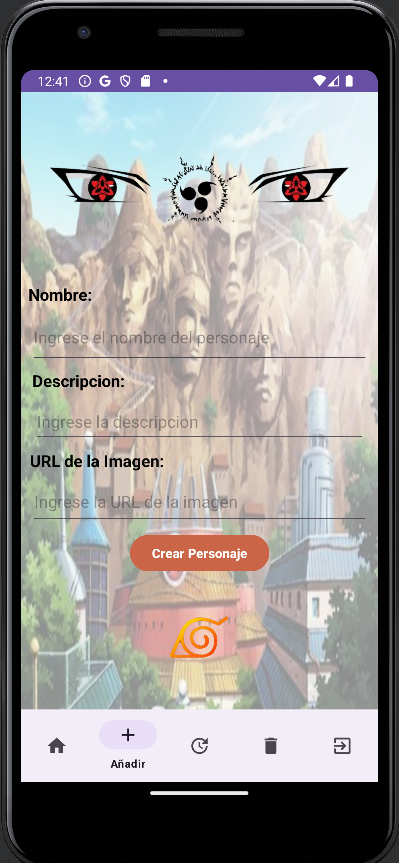 12:41
Nombre:
Ingrese el nombre del personaje
Descripcion:
Ingrese la descripcion
URL de la Imagen:
Ingrese la URL de la imagen
Crear Personaje
Añadir